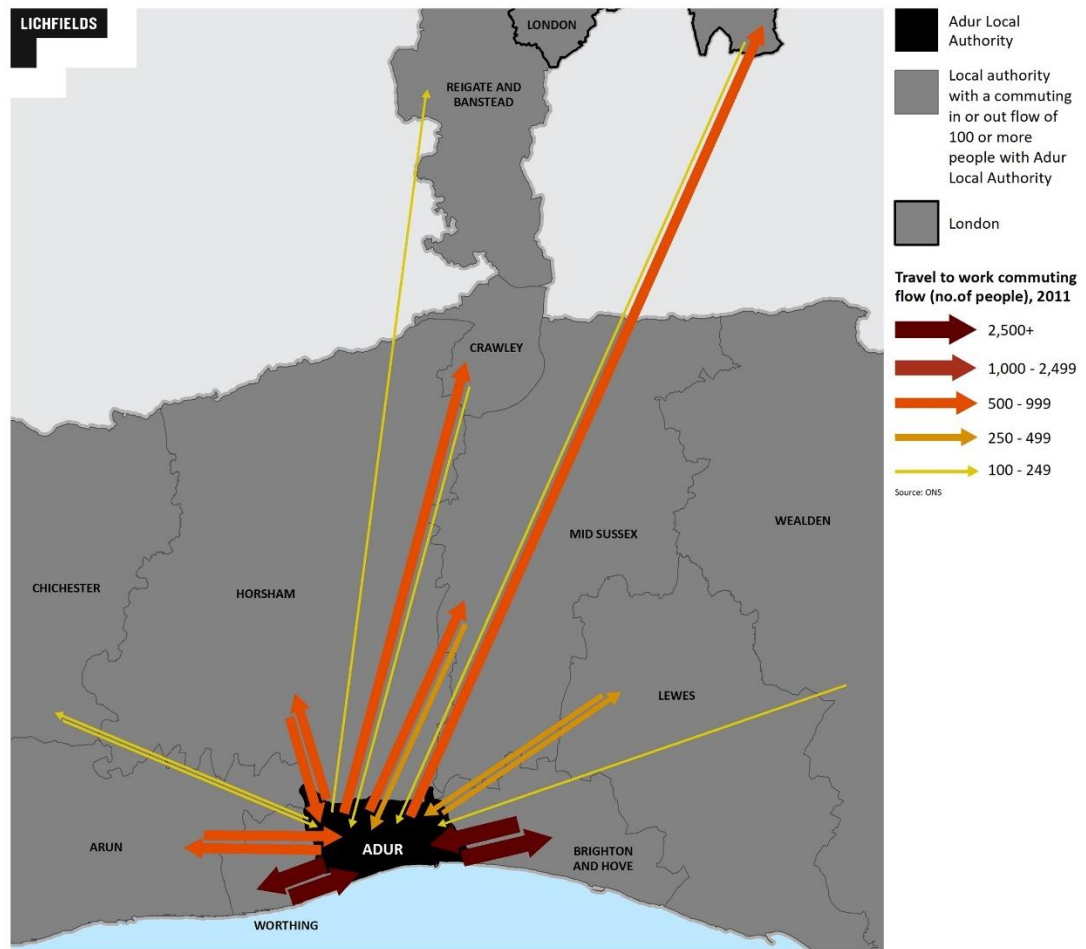 LICHFIELDS
LONDON
REIGATE AND
BANSTEAD
CRAWLEY
MID SUSSEX
WEALDEN
CHICHESTER
HORSHAM
LEWES
ARUN
ADUR
BRIGHTON
AND HOVE
WORTHING
Adur Local
Authority
Local authority
with a commuting
in or out flow of
100 or more
people with Adur
Local Authority
London
Travel to work commuting
flow (no.of people), 2011
2,500+
1,000 - 2,499
500 - 999
250 - 499
100 - 249
Source: ONS